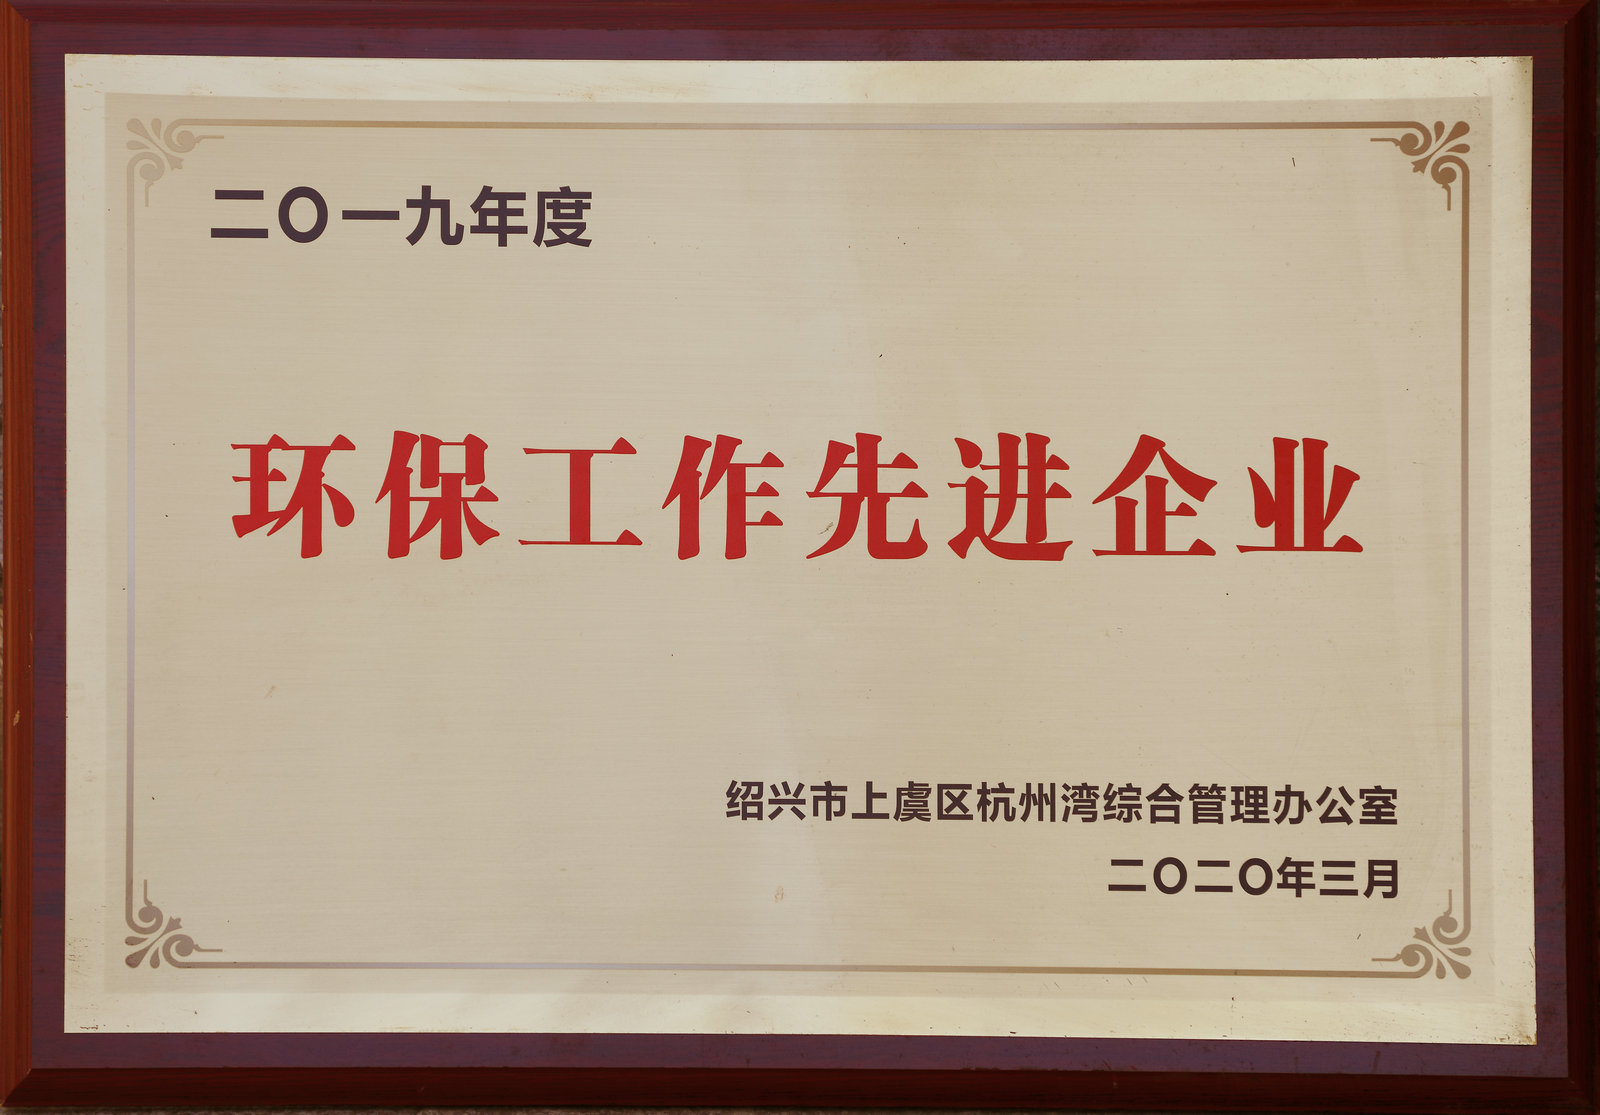 二〇一九年度
环保工作先进企业
绍兴市上虞区杭州湾综合管理办公室
二〇二〇年三月